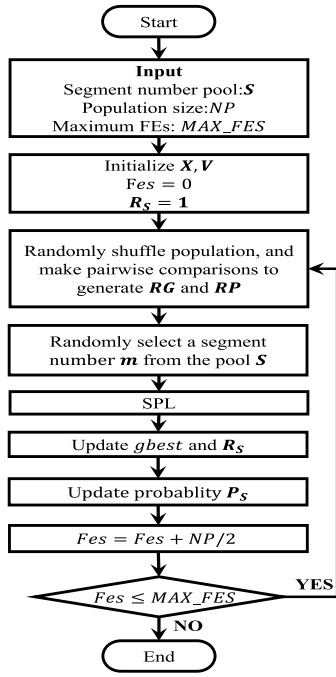 Start
Input
Segment number pool:S
Population size:NP
Maximum FEs: MAX_FES
Initialize X,V
Fes = 0
R_S = 1
Randomly shuffle population, and
make pairwise comparisons to
generate RG and RP
Randomly select a segment
number m from the pool S
SPL
Update gbest and R_S
Update probablity P_S
Fes = Fes + NP/2
Fes ≤ MAX_FES
YES
NO
End